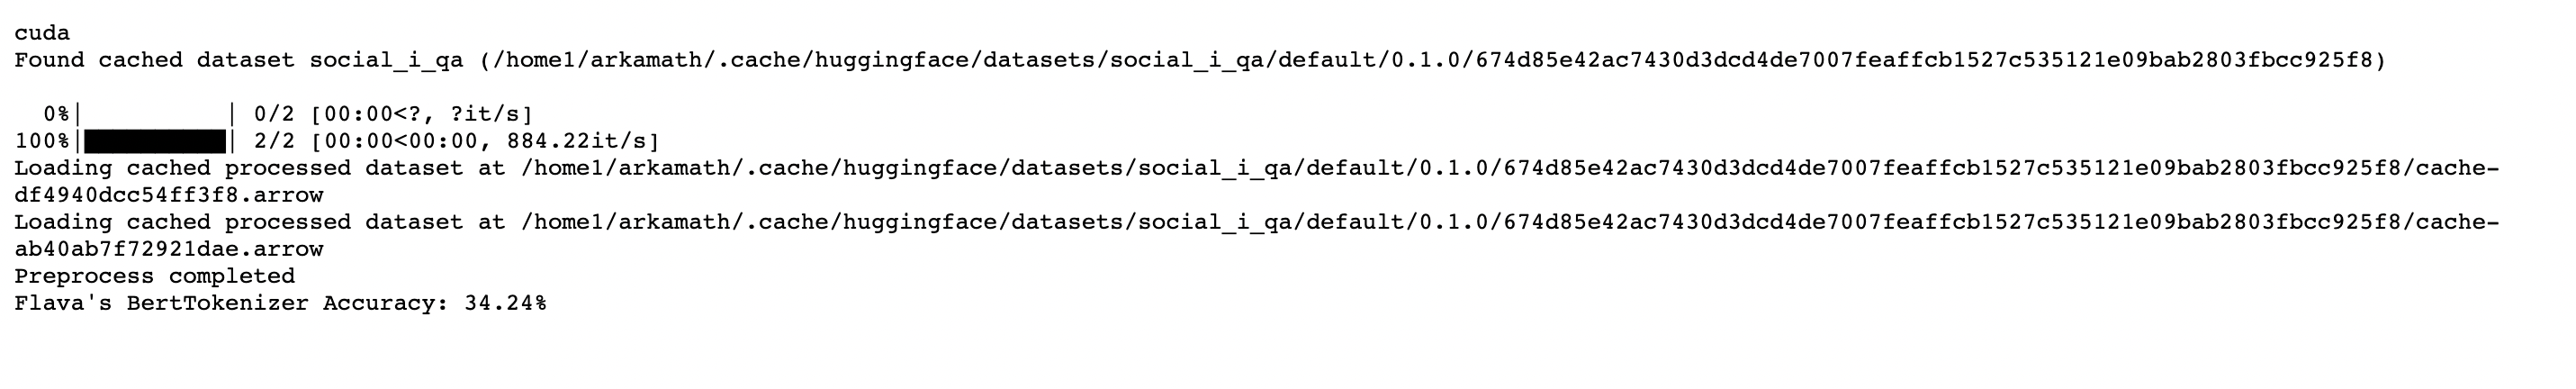 cuda
Found cached dataset social_i_qa (/home1/arkamath/.cache/huggingface/datasets/social_i_qa/default/0.1.0/674d85e42ac7430d3dcd4de7007feaffcb1527c535121e09bab2803fbcc925f8)
0%|          | 0/2 [00:00<?, ?it/s]
100%|██████████| 2/2 [00:00<00:00, 884.22it/s]
Loading cached processed dataset at /home1/arkamath/.cache/huggingface/datasets/social_i_qa/default/0.1.0/674d85e42ac7430d3dcd4de7007feaffcb1527c535121e09bab2803fbcc925f8/cache-
df4940dcc54ff3f8.arrow
Loading cached processed dataset at /home1/arkamath/.cache/huggingface/datasets/social_i_qa/default/0.1.0/674d85e42ac7430d3dcd4de7007feaffcb1527c535121e09bab2803fbcc925f8/cache-
ab40ab7f72921dae.arrow
Preprocess completed
Flava's BertTokenizer Accuracy: 34.24%